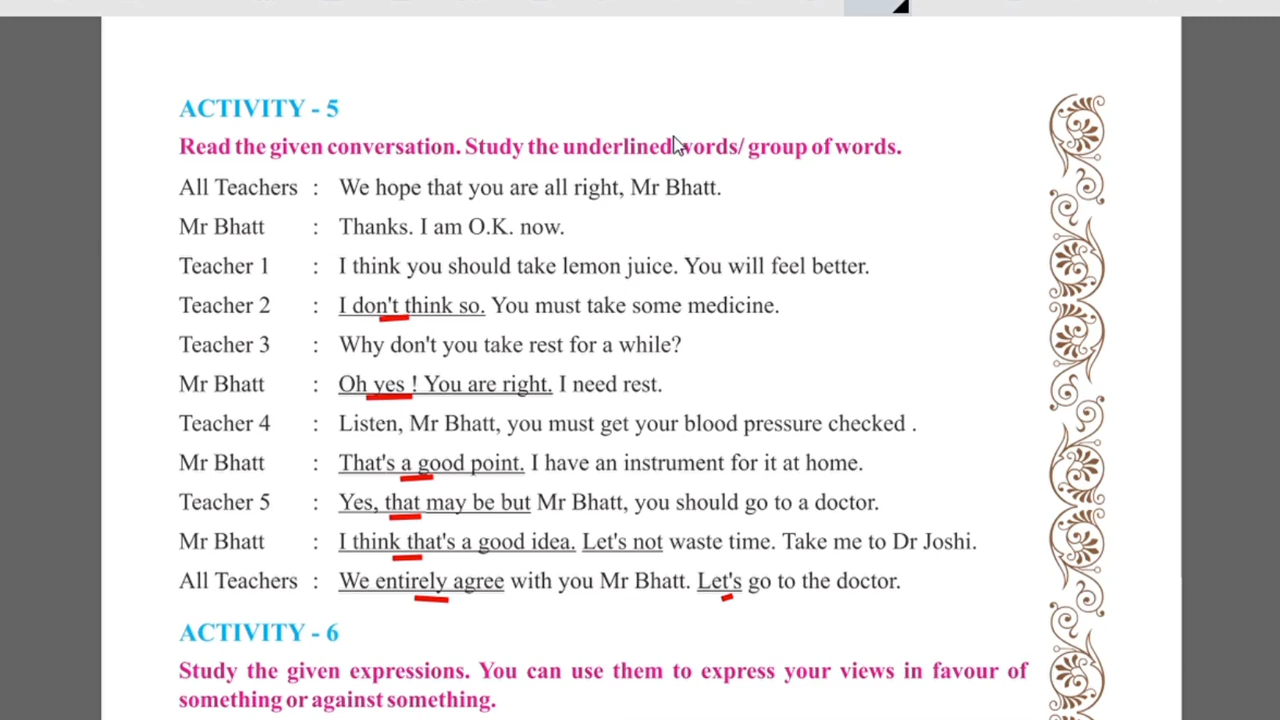 ACTIVITY - 5
Read the given conversation. Study the underlined words/ group of words.
All Teachers : We hope that you are all right, Mr Bhatt.
Mr Bhatt : Thanks. I am O.K. now.
Teacher 1 : I think you should take lemon juice. You will feel better.
Teacher 2 : I don't think so. You must take some medicine.
Teacher 3 : Why don't you take rest for a while?
Mr Bhatt : Oh yes ! You are right. I need rest.
Teacher 4 : Listen, Mr Bhatt, you must get your blood pressure checked .
Mr Bhatt : That's a good point. I have an instrument for it at home.
Teacher 5 : Yes, that may be but Mr Bhatt, you should go to a doctor.
Mr Bhatt : I think that's a good idea. Let's not waste time. Take me to Dr Joshi.
All Teachers : We entirely agree with you Mr Bhatt. Let's go to the doctor.
ACTIVITY - 6
Study the given expressions. You can use them to express your views in favour of
something or against something.